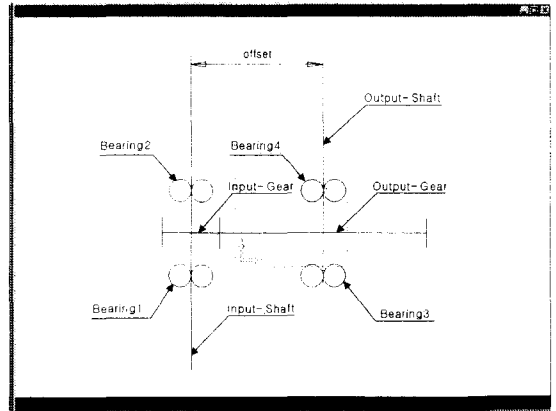 offset
Output-Shaft
Bearing2
Bearing4
Input-Gear
Output-Gear
Bearing1
Input-Shaft
Bearing3